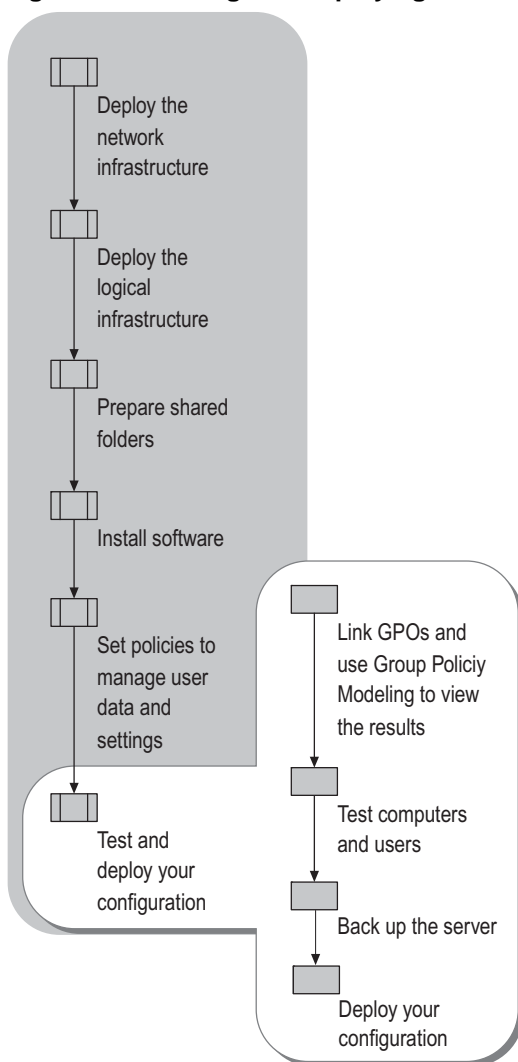 Deploy the
network
infrastructure
Deploy the
logical
infrastructure
Prepare shared
folders
Install software
Set policies to
manage user
data and
settings
Test and
deploy your
configuration
Link GPOs and
use Group Policiy
Modeling to view
the results
Test computers
and users
Back up the server
Deploy your
configuration